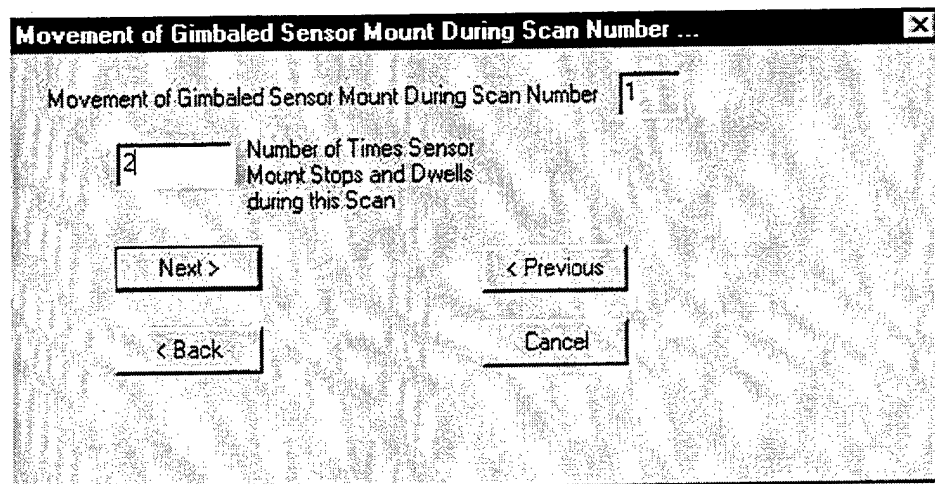 Movement of Gimbaled Sensor Mount During Scan Number ...
Movement of Gimbaled Sensor Mount During Scan Number 1
2 Number of Times Sensor
Mount Stops and Dwells
during this Scan
Next > < Previous
< Back Cancel